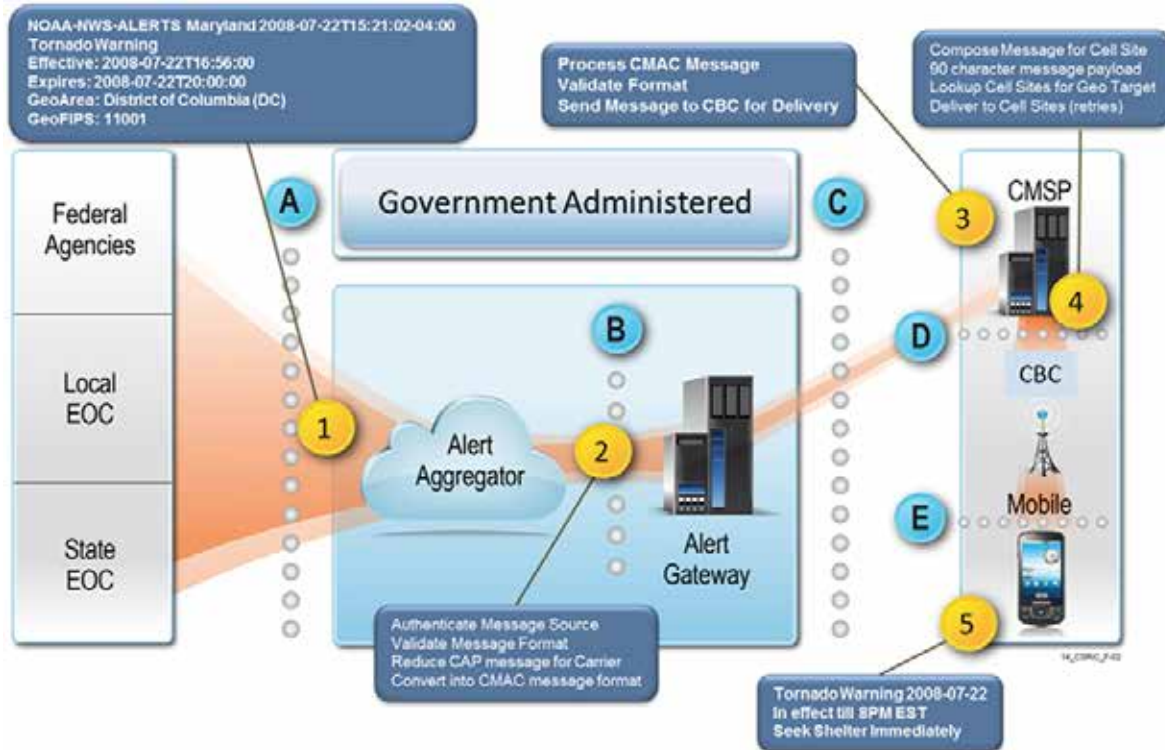 NOAA-NWS-ALERTS Maryland 2008-07-22T15:21:02-04:00
Tornado Warning
Effective: 2008-07-22T16:56:00
Expires: 2008-07-22T20:00:00
GeoArea: District of Columbia (DC)
GeoFIPS: 11001
Process CMAC Message
Validate Format
Send Message to CBC for Delivery
Compose Message for Cell Site
90 character message payload
Lookup Cell Sites for Geo Target
Deliver to Cell Sites (retries)
Federal
Agencies
Local
EOC
State
EOC
A
Government Administered
C
3
CMSP
4
B
D
CBC
1
Alert
Aggregator
2
Mobile
E
Alert
Gateway
5
Authenticate Message Source
Validate Message Format
Reduce CAP message for Carrier
Convert into CMAC message format
Tornado Warning 2008-07-22
In effect till 8PM EST
Seek Shelter Immediately